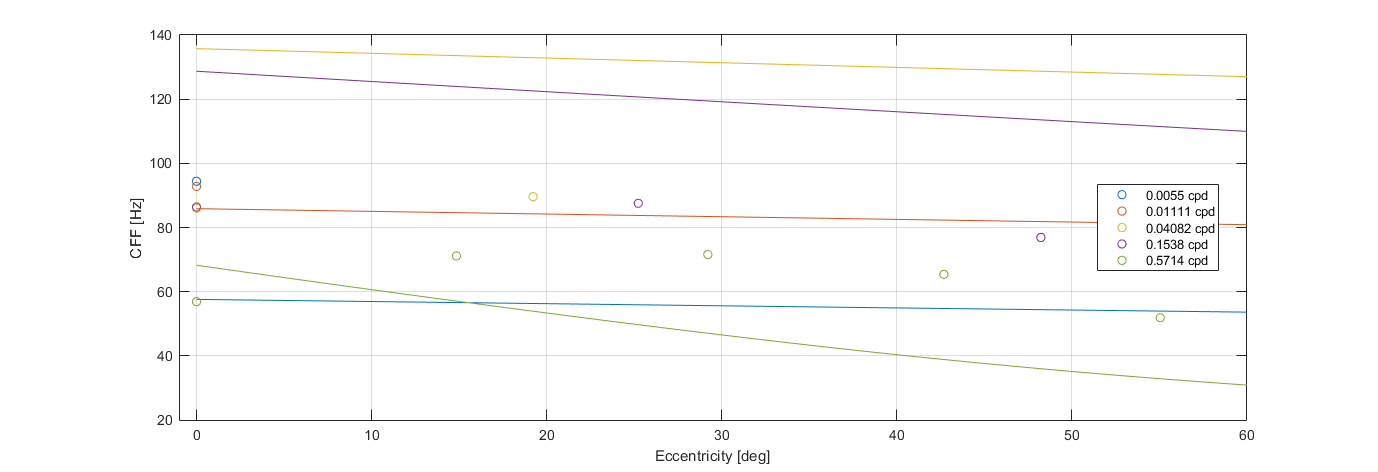 140
120
100
80
60
40
20
CFF [Hz]
0.0055 cpd
0.01111 cpd
0.04082 cpd
0.1538 cpd
0.5714 cpd
0 10 20 30 40 50 60
Eccentricity [deg]